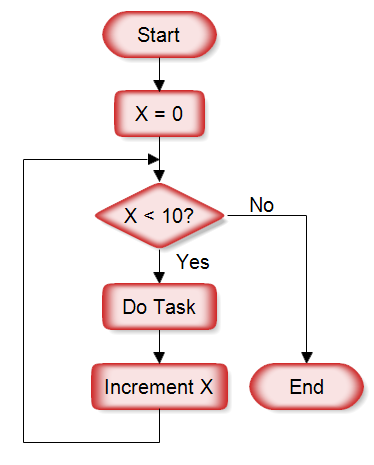 Start
X = 0
X < 10?
No
Yes
Do Task
Increment X
End